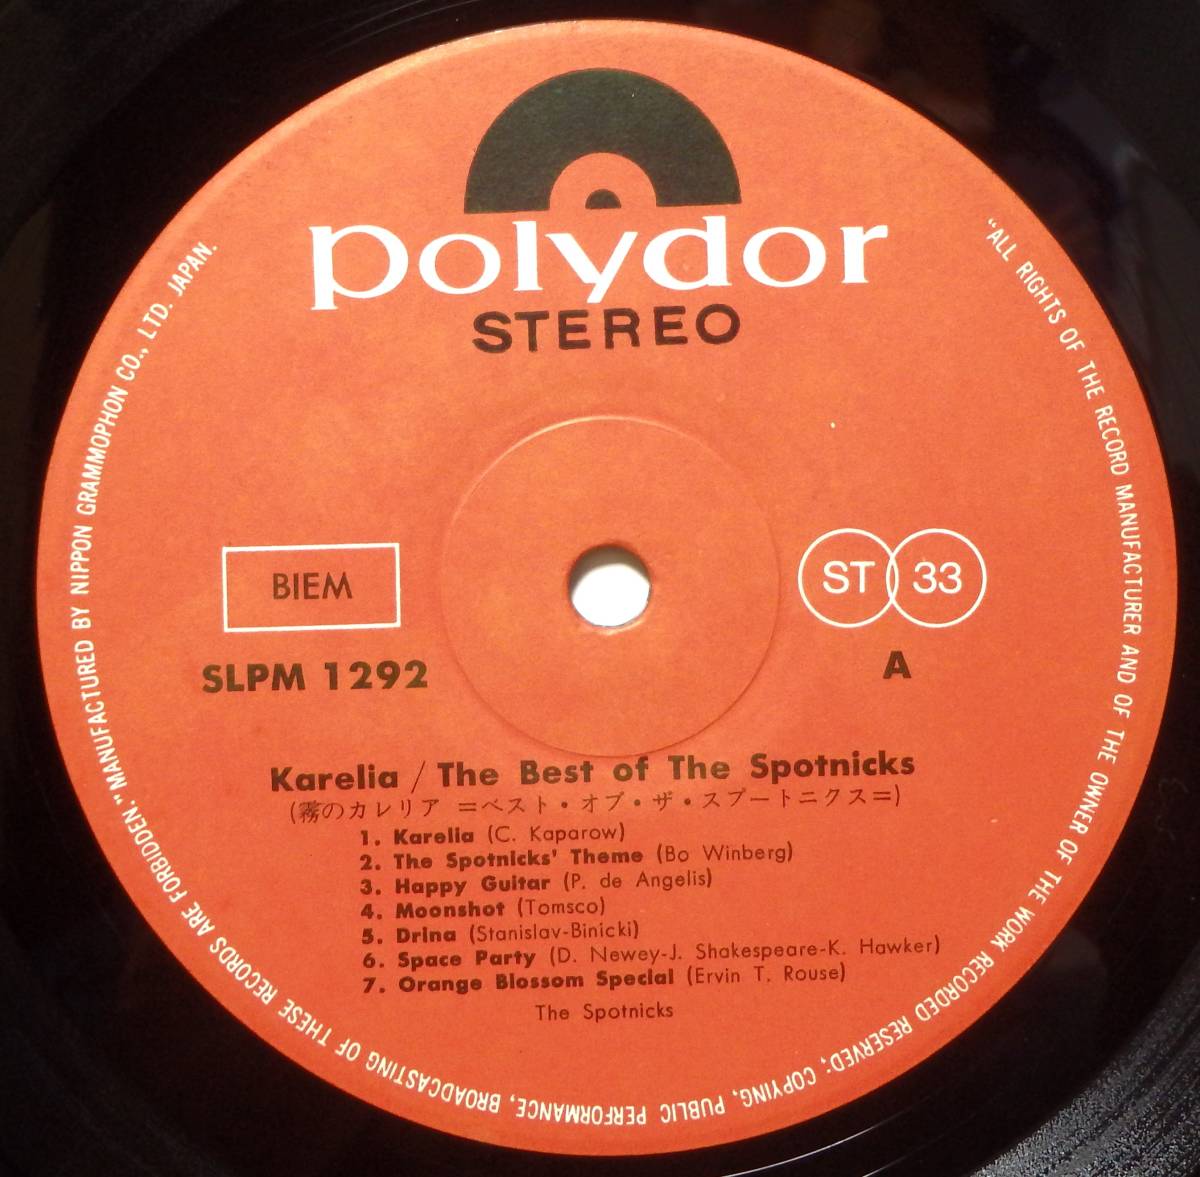 polydor
STEREO
BIEM
ST 33
SLPM 1292
A
Karelia / The Best of The Spotnicks
(霧のカレリア =ベスト・オブ・ザ・スプートニクス=)
1. Karelia (C. Kaparow)
2. The Spotnicks' Theme (Bo Winberg)
3. Happy Guitar (P. de Angelis)
4. Moonshot (Tomsco)
5. Drina (Stanislav-Binicki)
6. Space Party (D. Newey-J. Shakespeare-K. Hawker)
7. Orange Blossom Special (Ervin T. Rouse)
The Spotnicks
"ALL RIGHTS OF THE RECORD MANUFACTURER AND OF THE OWNER OF THE WORK RECORDED RESERVED; COPYING, PUBLIC PERFORMANCE, BROADCASTING OF THESE RECORDS ARE FORBIDDEN." MANUFACTURED BY NIPPON GRAMMOPHON CO., LTD. JAPAN.